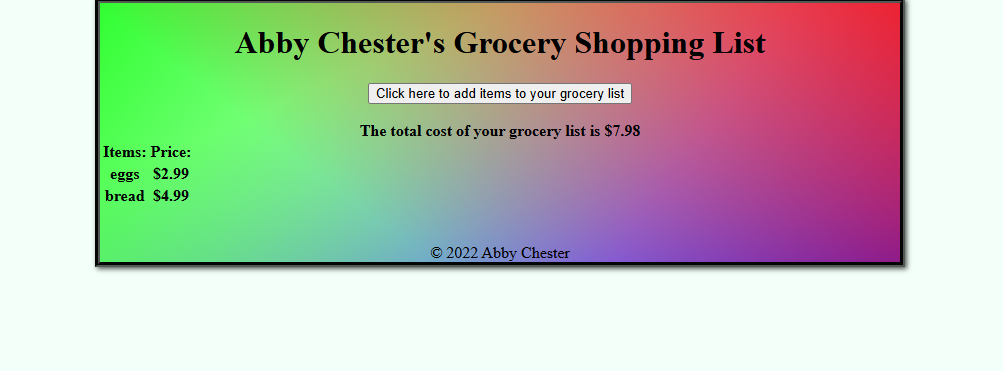 Abby Chester's Grocery Shopping List
Click here to add items to your grocery list
The total cost of your grocery list is $7.98
Items: Price:
eggs $2.99
bread $4.99
© 2022 Abby Chester